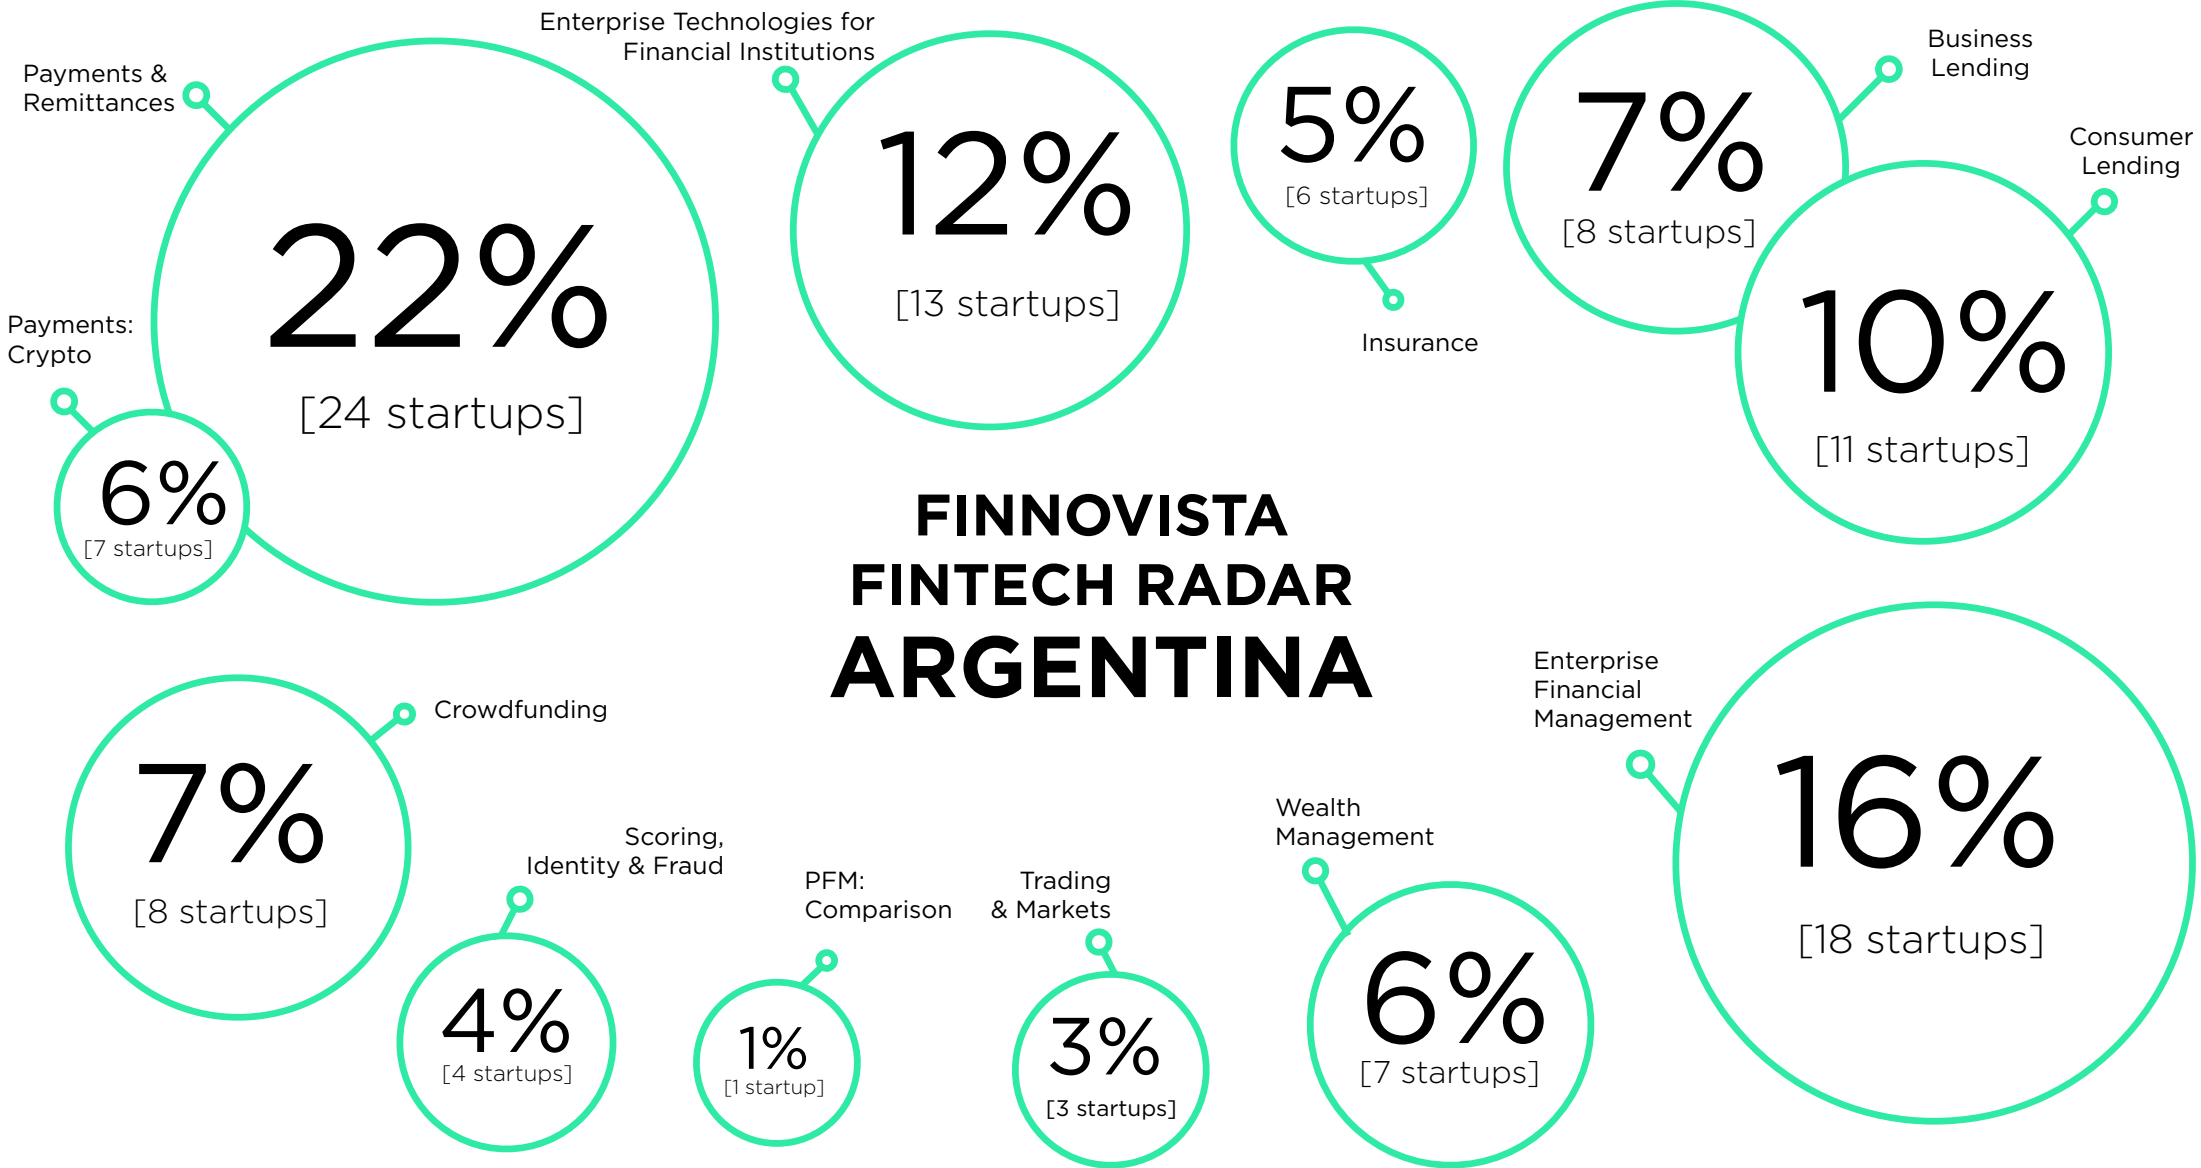 Payments &
Remittances
22%
[24 startups]
Payments:
Crypto
6%
[7 startups]
Enterprise Technologies for
Financial Institutions
12%
[13 startups]
5%
[6 startups]
Insurance
Business
Lending
7%
[8 startups]
Consumer
Lending
10%
[11 startups]
FINNOVISTA
FINTECH RADAR
ARGENTINA
Crowdfunding
7%
[8 startups]
Scoring,
Identity & Fraud
4%
[4 startups]
PFM:
Comparison
1%
[1 startup]
Trading
& Markets
3%
[3 startups]
Wealth
Management
6%
[7 startups]
Enterprise
Financial
Management
16%
[18 startups]